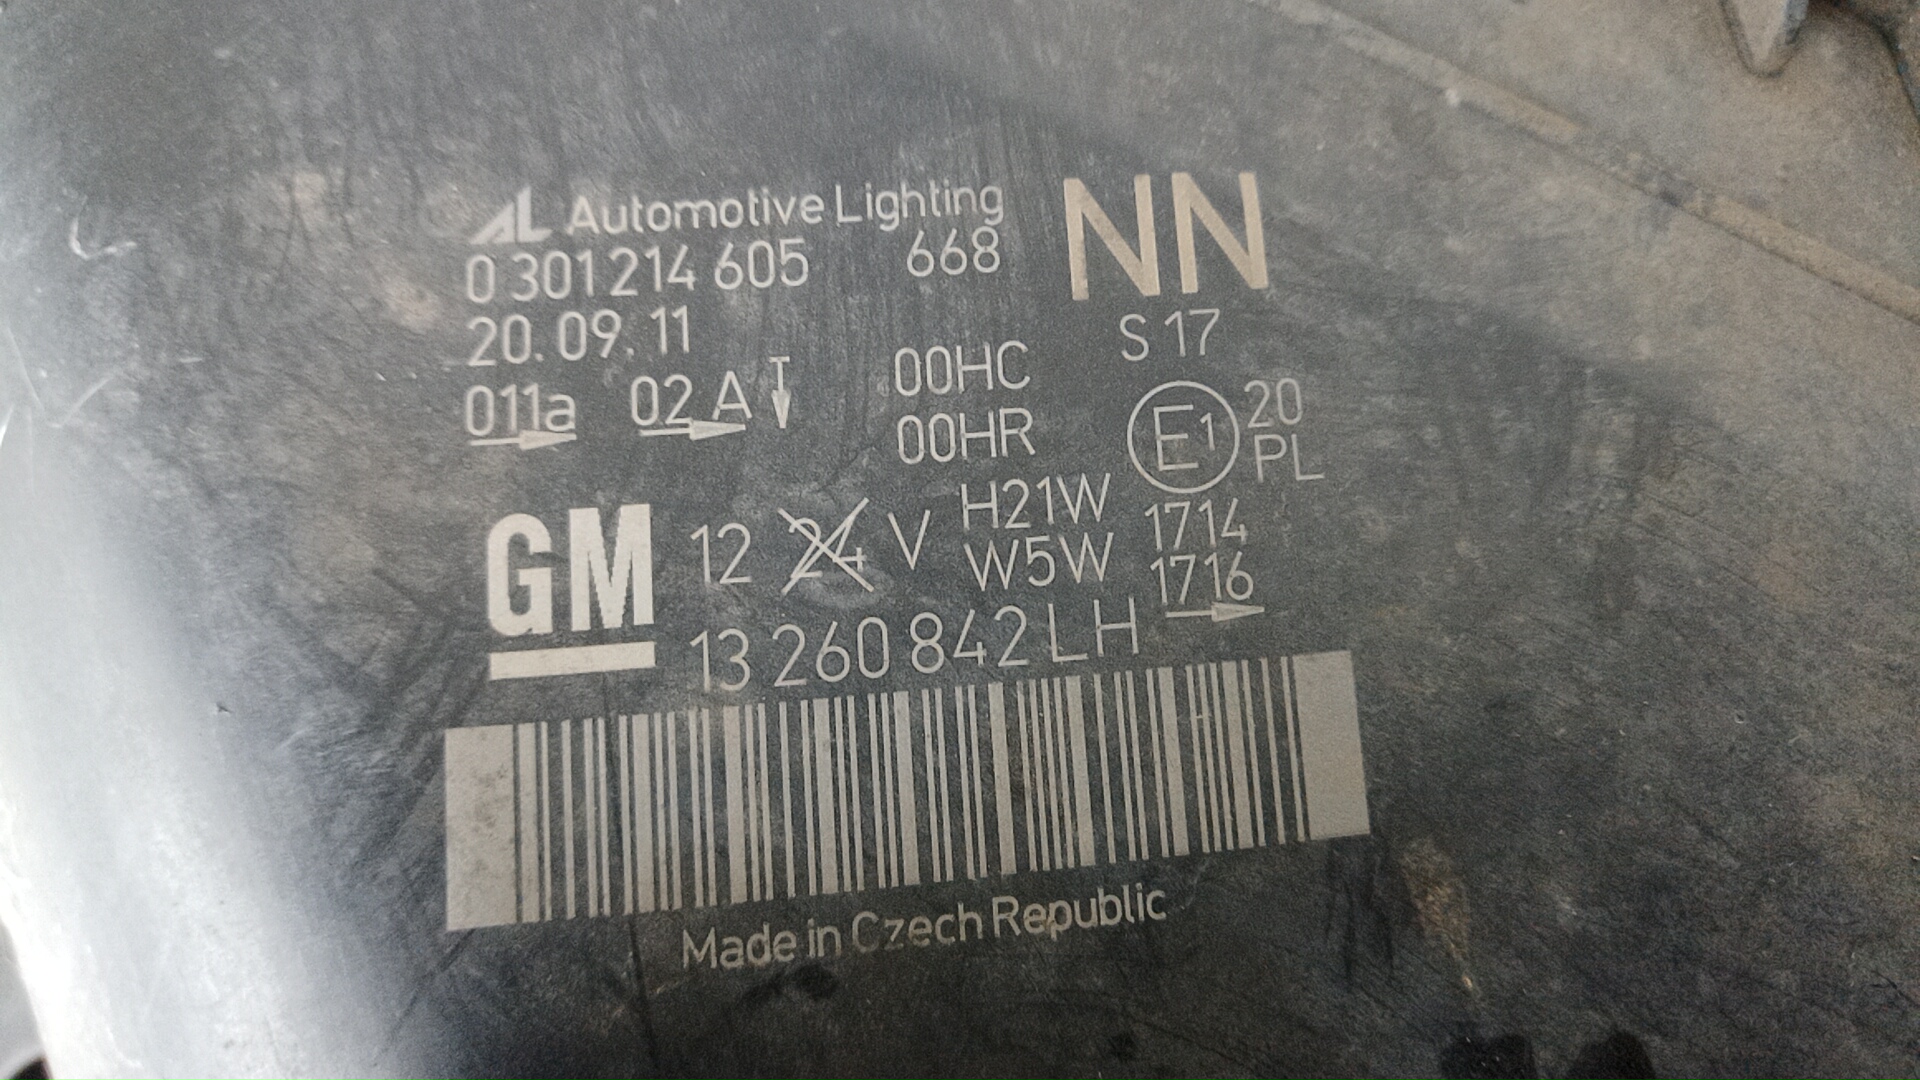 AL Automotive Lighting NN
0 301 214 605 668
20.09.11 S 17
011a 02 A T 00HC
00HR E1 20
PL
GM 12 24 V H21W 1714
W5W 1716
13 260 842 LH
Made in Czech Republic